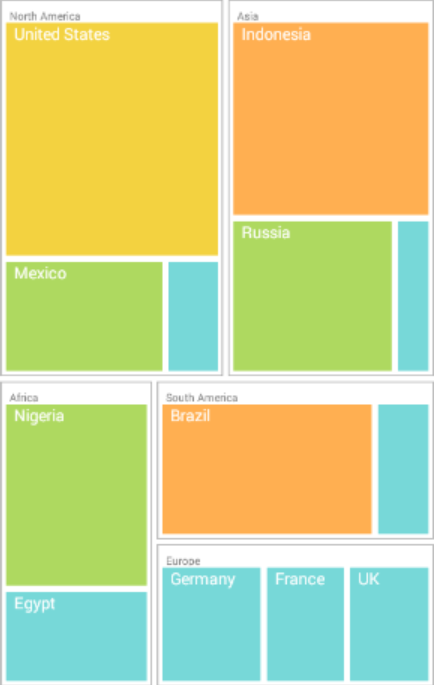 North America
United States
Mexico
Asia
Indonesia
Russia
Africa
Nigeria
Egypt
South America
Brazil
Europe
Germany
France
UK